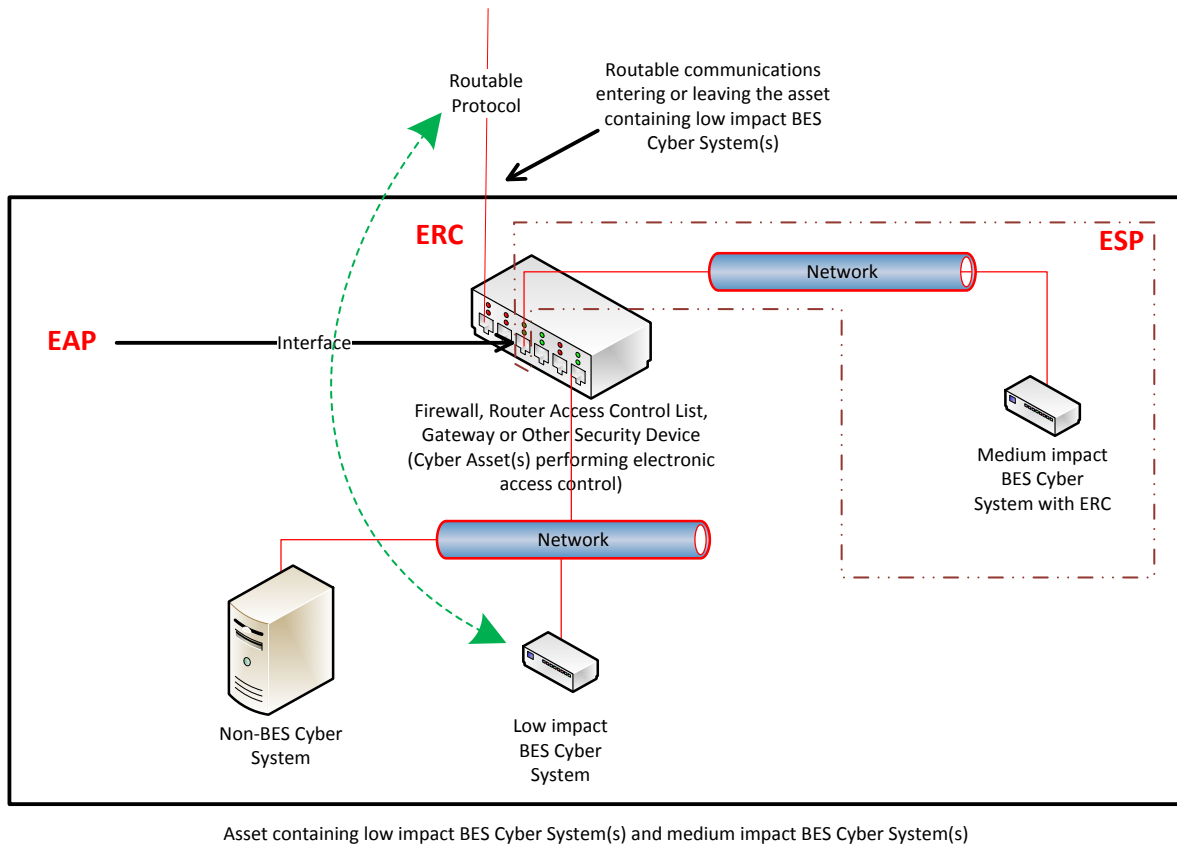 Routable
Protocol
Routable communications
entering or leaving the asset
containing low impact BES
Cyber System(s)
ERC
ESP
Network
EAP
Interface
Firewall, Router Access Control List,
Gateway or Other Security Device
(Cyber Asset(s) performing electronic
access control)
Medium impact
BES Cyber
System with ERC
Network
Non-BES Cyber
System
Low impact
BES Cyber
System
Asset containing low impact BES Cyber System(s) and medium impact BES Cyber System(s)